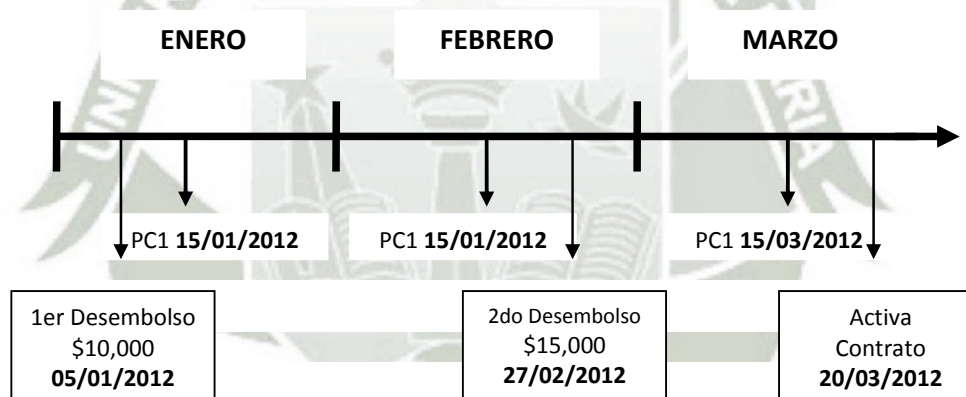 ENERO
FEBRERO
MARZO
PC1 15/01/2012
PC1 15/01/2012
PC1 15/03/2012
1er Desembolso
$10,000
05/01/2012
2do Desembolso
$15,000
27/02/2012
Activa
Contrato
20/03/2012